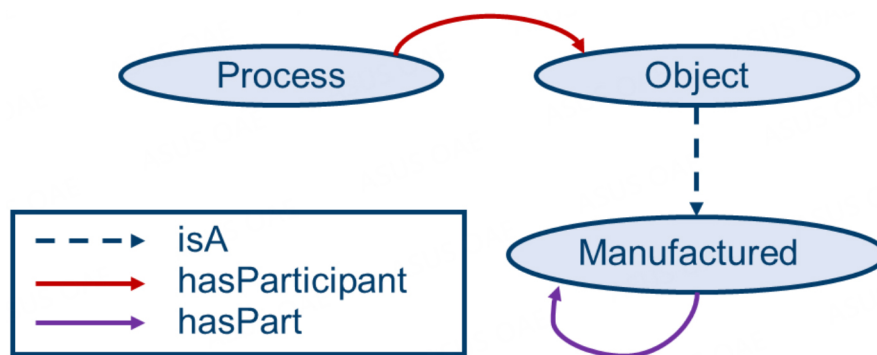 Process
Object
Manufactured
isA
hasParticipant
hasPart